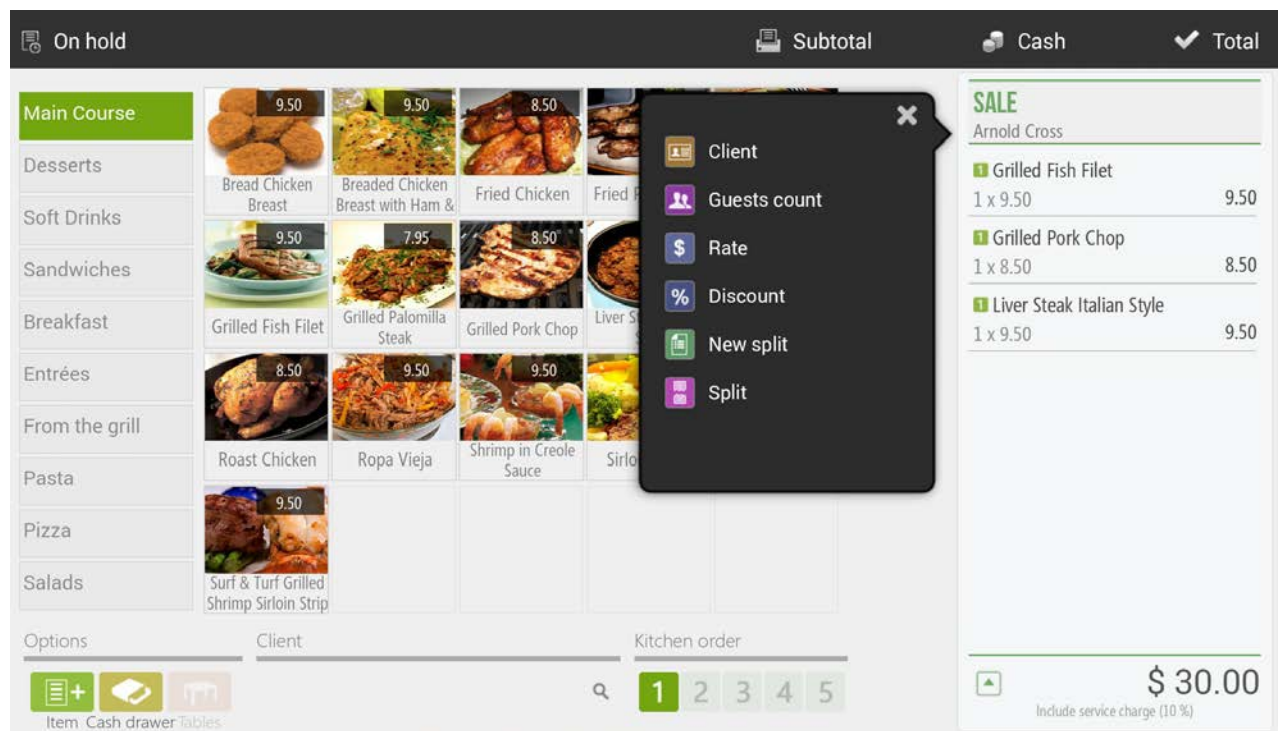 On hold
Subtotal
Cash
Total
Main Course
Desserts
Soft Drinks
Sandwiches
Breakfast
Entrées
From the grill
Pasta
Pizza
Salads
9.50
9.50
8.50
Bread Chicken
Breast
Breaded Chicken
Breast with Ham &
Fried Chicken
Fried
9.50
7.95
8.50
Grilled Fish Filet
Grilled Palomilla
Steak
Grilled Pork Chop
Liver
8.50
9.50
9.50
Roast Chicken
Ropa Vieja
Shrimp in Creole
Sauce
9.50
Surf & Turf Grilled
Shrimp Sirloin Strip
Client
Guests count
$ Rate
% Discount
New split
Split
SALE
Arnold Cross
1 Grilled Fish Filet
1 x 9.50 9.50
1 Grilled Pork Chop
1 x 8.50 8.50
1 Liver Steak Italian Style
1 x 9.50 9.50
Options
Client
Kitchen order
Item
Cash drawer
Tables
1 2 3 4 5
$ 30.00
Include service charge (10 %)